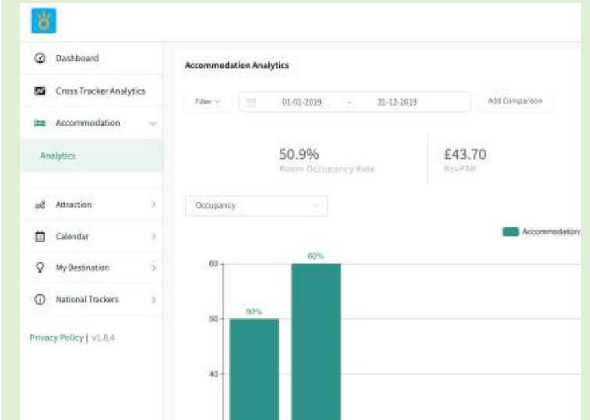 Dashboard
Cross Tracker Analytics
Accommodation
Analytics
Attraction
Calendar
My Destination
National Trackers
Privacy Policy | v1.8.4
Accommodation Analytics
Filter
01-01-2019 - 31-12-2019
Add Comparison
50.9%
Room Occupancy Rate
£43.70
RevPAR
Occupancy
Accommodation
60
60%
50%
50
40